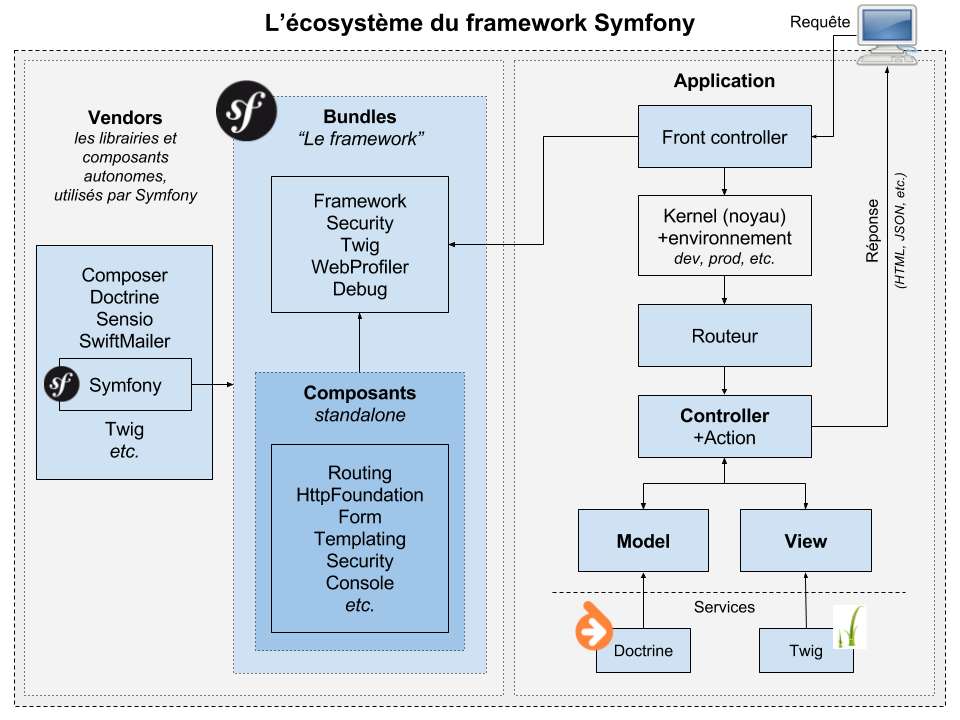 L'écosystème du framework Symfony
Requête
Vendors
les librairies et
composants
autonomes,
utilisés par Symfony
Composer
Doctrine
Sensio
SwiftMailer
sf
Symfony
Twig
etc.
sf
Bundles
“Le framework”
Framework
Security
Twig
WebProfiler
Debug
Composants
standalone
Routing
HttpFoundation
Form
Templating
Security
Console
etc.
Application
Front controller
Kernel (noyau)
+environnement
dev, prod, etc.
Routeur
Controller
+Action
Réponse
(HTML, JSON, etc.)
Model
View
Services
Doctrine
Twig